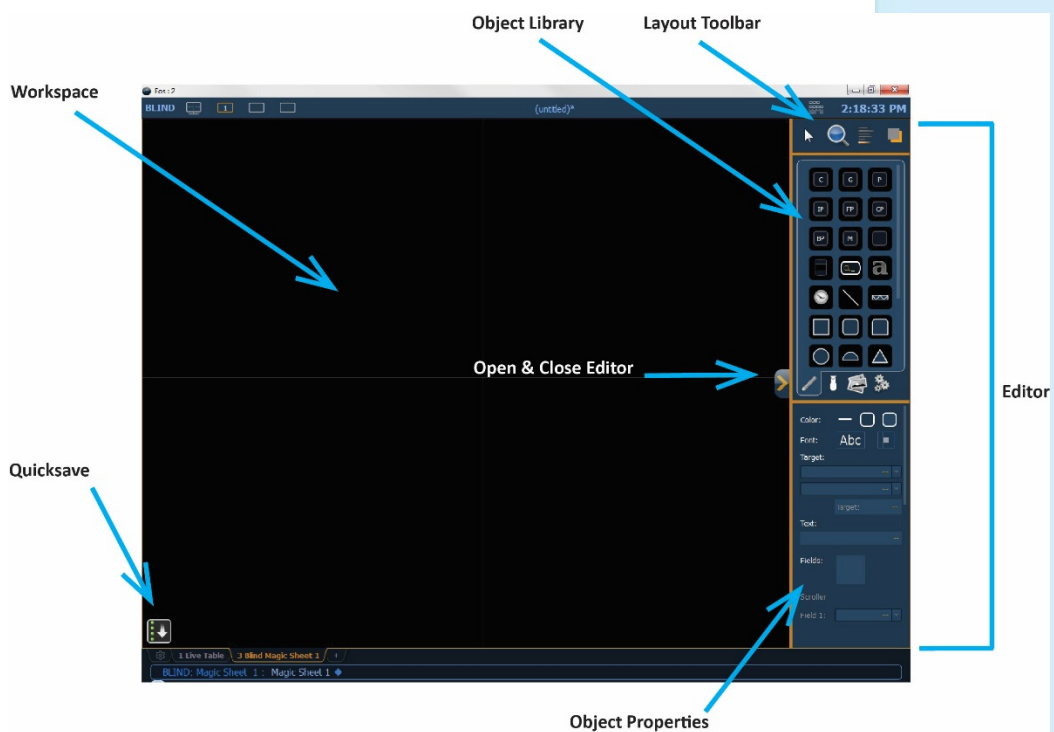 Object Library
Layout Toolbar
Workspace
Eos : 2
BLIND 1 (untitled)* 2:18:33 PM
C G P
IP FP CP
BP M
a
Open & Close Editor
Editor
Color:
Font: Abc
Target:
Target:
Text:
Quicksave
Fields:
Scroller
Field 1:
1 Live Table 3 Blind Magic Sheet 1 +
BLIND: Magic Sheet 1 : Magic Sheet 1
Object Properties